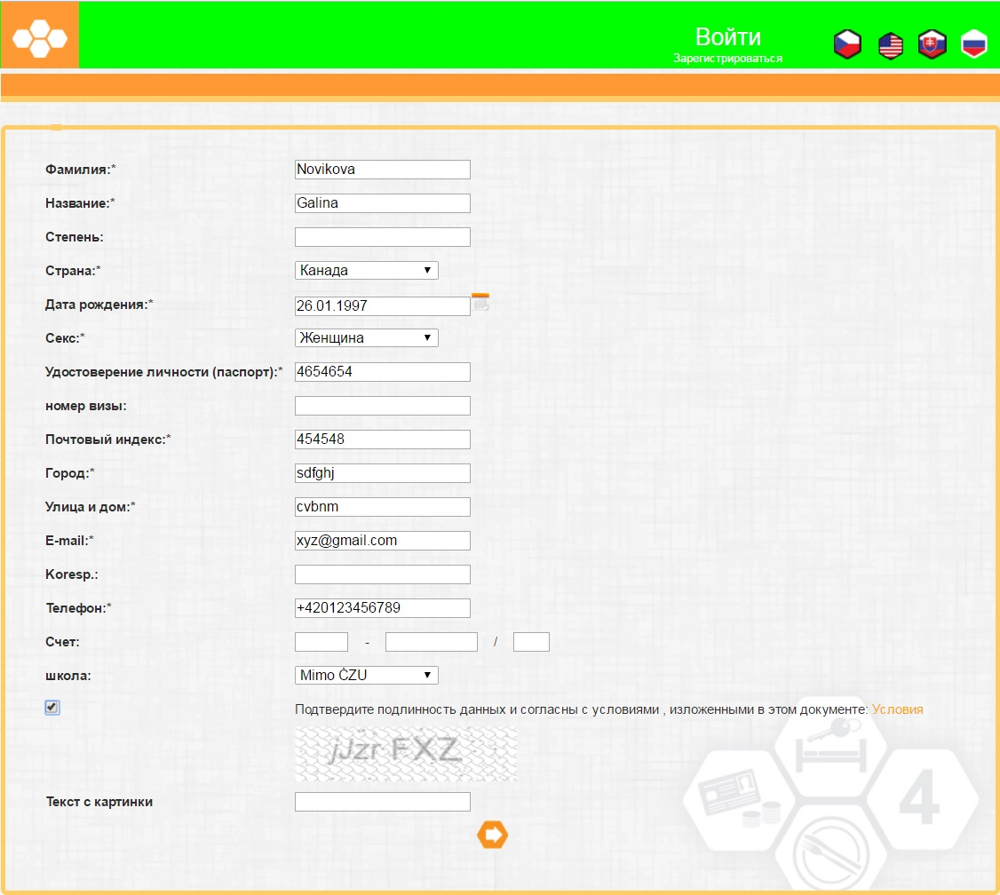 Войти
Зарегистрироваться
Фамилия:* Novikova
Название:* Galina
Степень:
Страна:* Канада
Дата рождения:* 26.01.1997
Секс:* Женщина
Удостоверение личности (паспорт):* 4654654
номер визы:
Почтовый индекс:* 454548
Город:* sdfghj
Улица и дом:* cvbnm
E-mail:* xyz@gmail.com
Koresp.:
Телефон:* +420123456789
Счет: - /
школа: Mimo ČZU
Подтвердите подлинность данных и согласны с условиями , изложенными в этом документе: Условия
jJzr FXZ
Текст с картинки
4